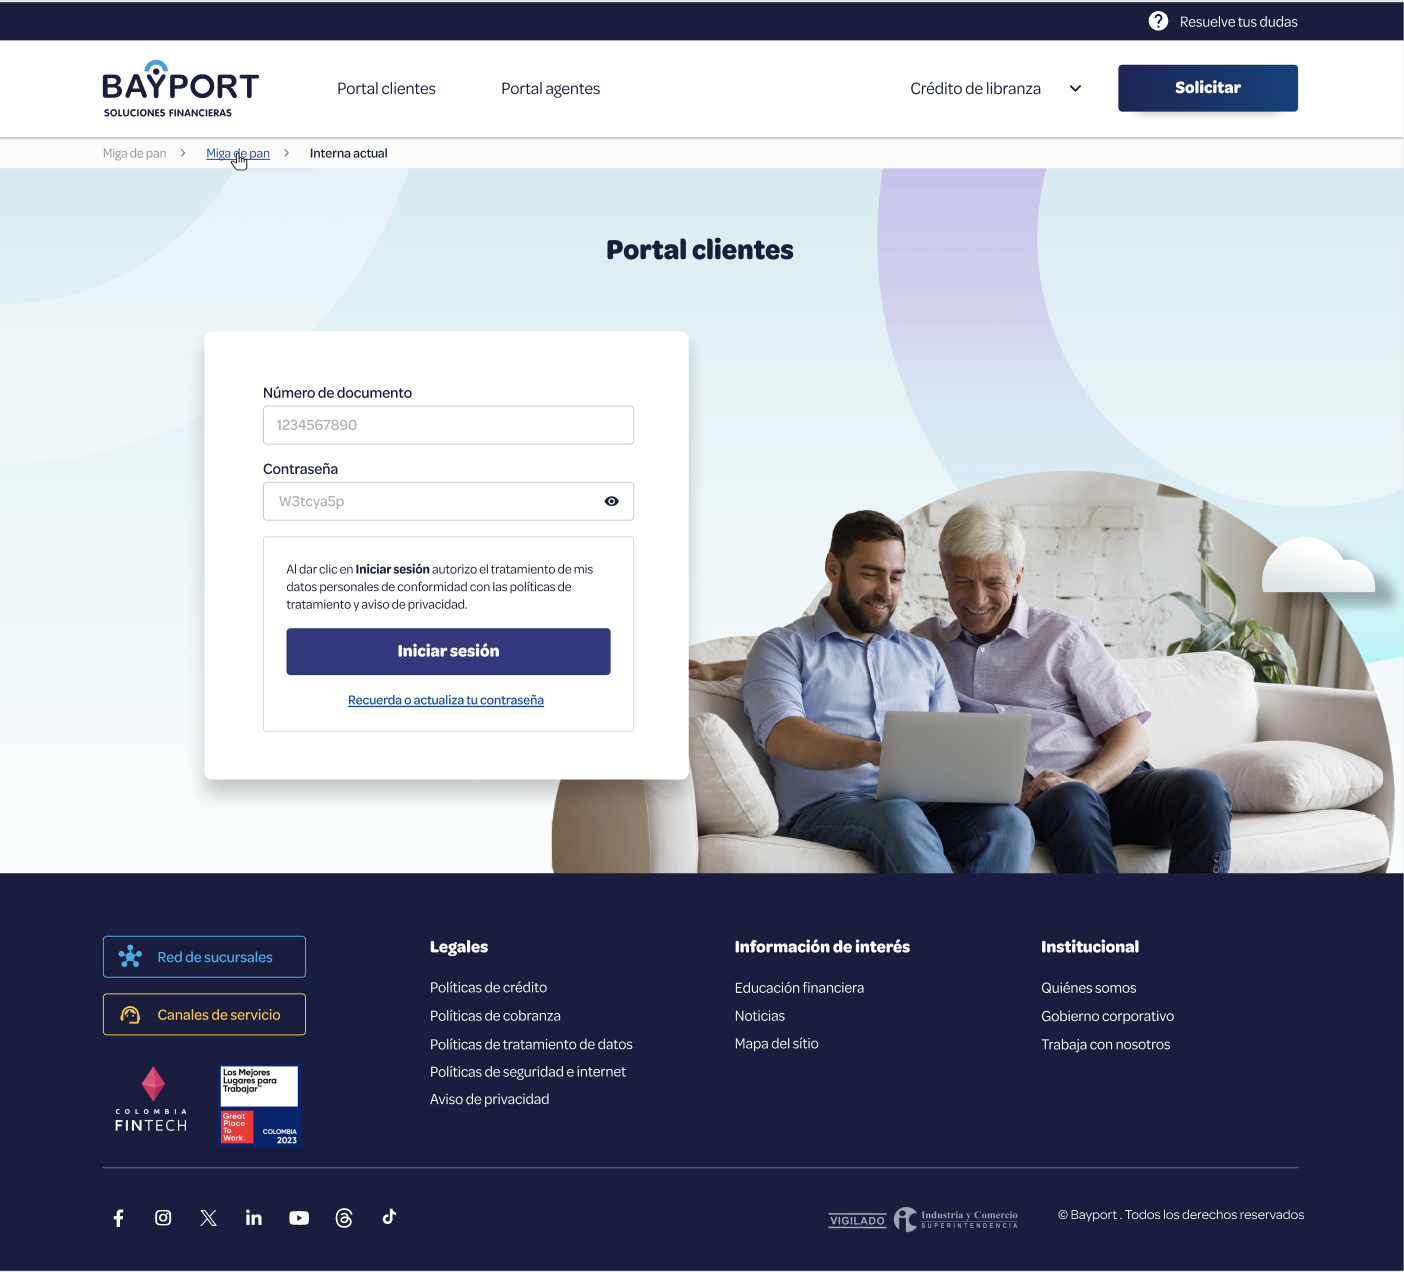 Resuelve tus dudas
BAYPORT
SOLUCIONES FINANCIERAS
Portal clientes
Portal agentes
Crédito de libranza
Solicitar
Miga de pan
Miga de pan
Interna actual
Portal clientes
Número de documento
1234567890
Contraseña
W3tcya5p
Al dar clic en Iniciar sesión autorizo el tratamiento de mis
datos personales de conformidad con las políticas de
tratamiento y aviso de privacidad.
Iniciar sesión
Recuerda o actualiza tu contraseña
Red de sucursales
Canales de servicio
COLOMBIA
FINTECH
Los Mejores
Lugares para
Trabajar™
Great
Place
To
Work.
COLOMBIA
2023
Legales
Políticas de crédito
Políticas de cobranza
Políticas de tratamiento de datos
Políticas de seguridad e internet
Aviso de privacidad
Información de interés
Educación financiera
Noticias
Mapa del sítio
Institucional
Quiénes somos
Gobierno corporativo
Trabaja con nosotros
VIGILADO
Industria y Comercio
SUPERINTENDENCIA
© Bayport . Todos los derechos reservados